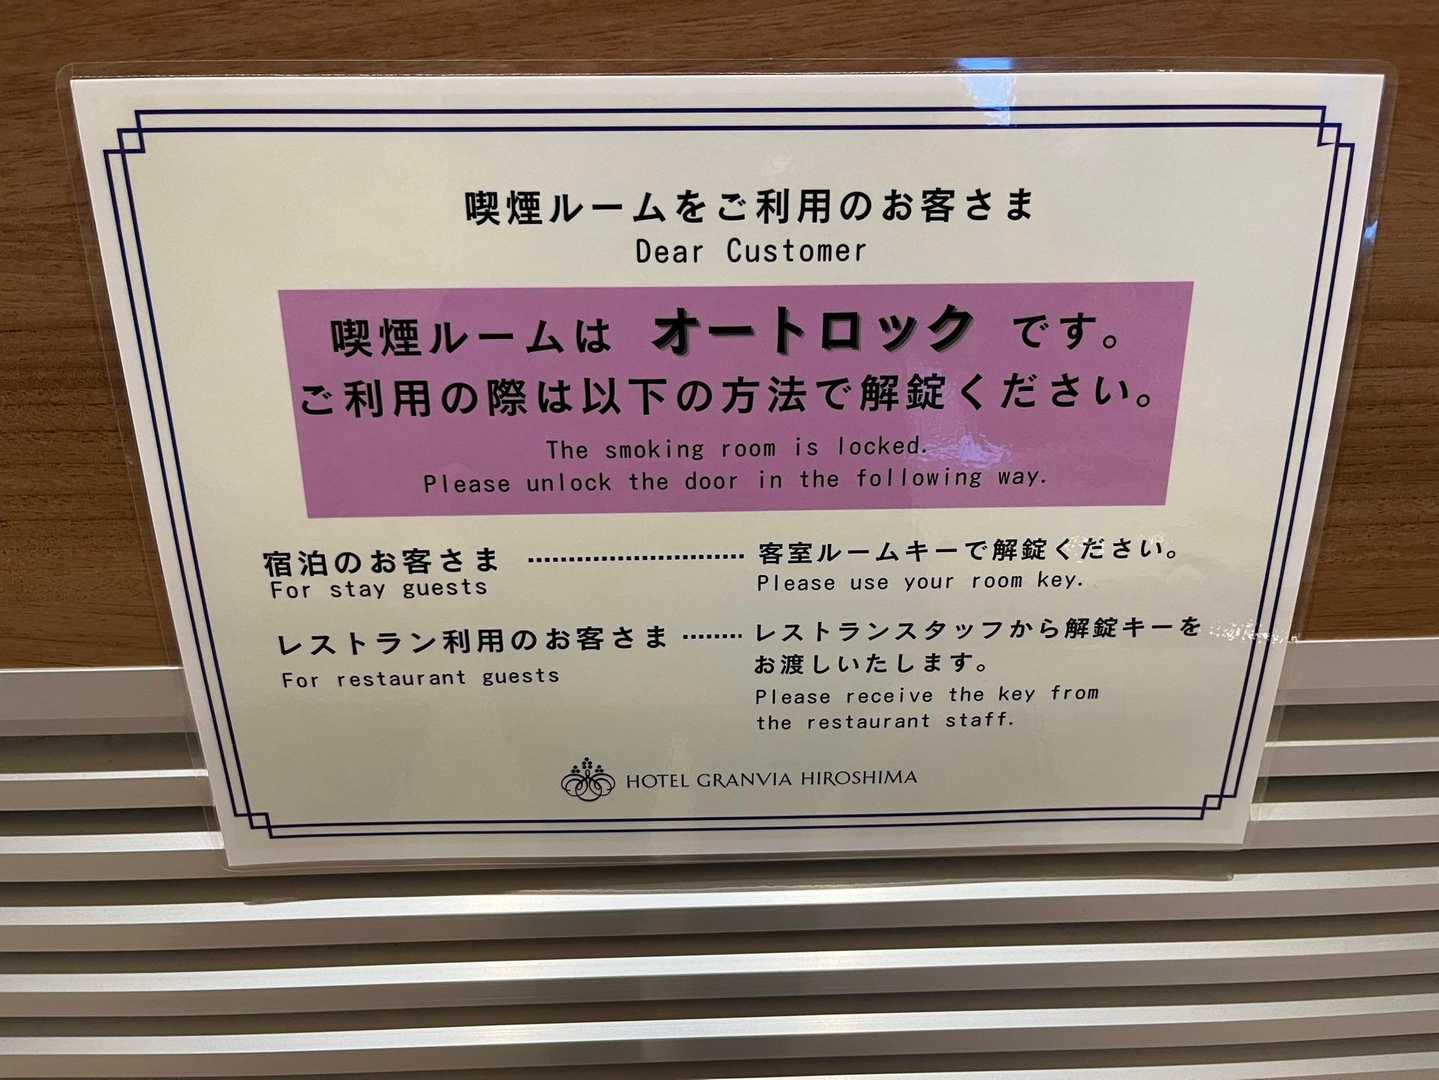 喫煙ルームをご利用のお客さま
Dear Customer
喫煙ルームは オートロック です。
ご利用の際は以下の方法で解錠ください。
The smoking room is locked.
Please unlock the door in the following way.
宿泊のお客さま ........................ 客室ルームキーで解錠ください。
For stay guests
Please use your room key.
レストラン利用のお客さま ........ レストランスタッフから解錠キーを
お渡しいたします。
For restaurant guests
Please receive the key from
the restaurant staff.
HOTEL GRANVIA HIROSHIMA